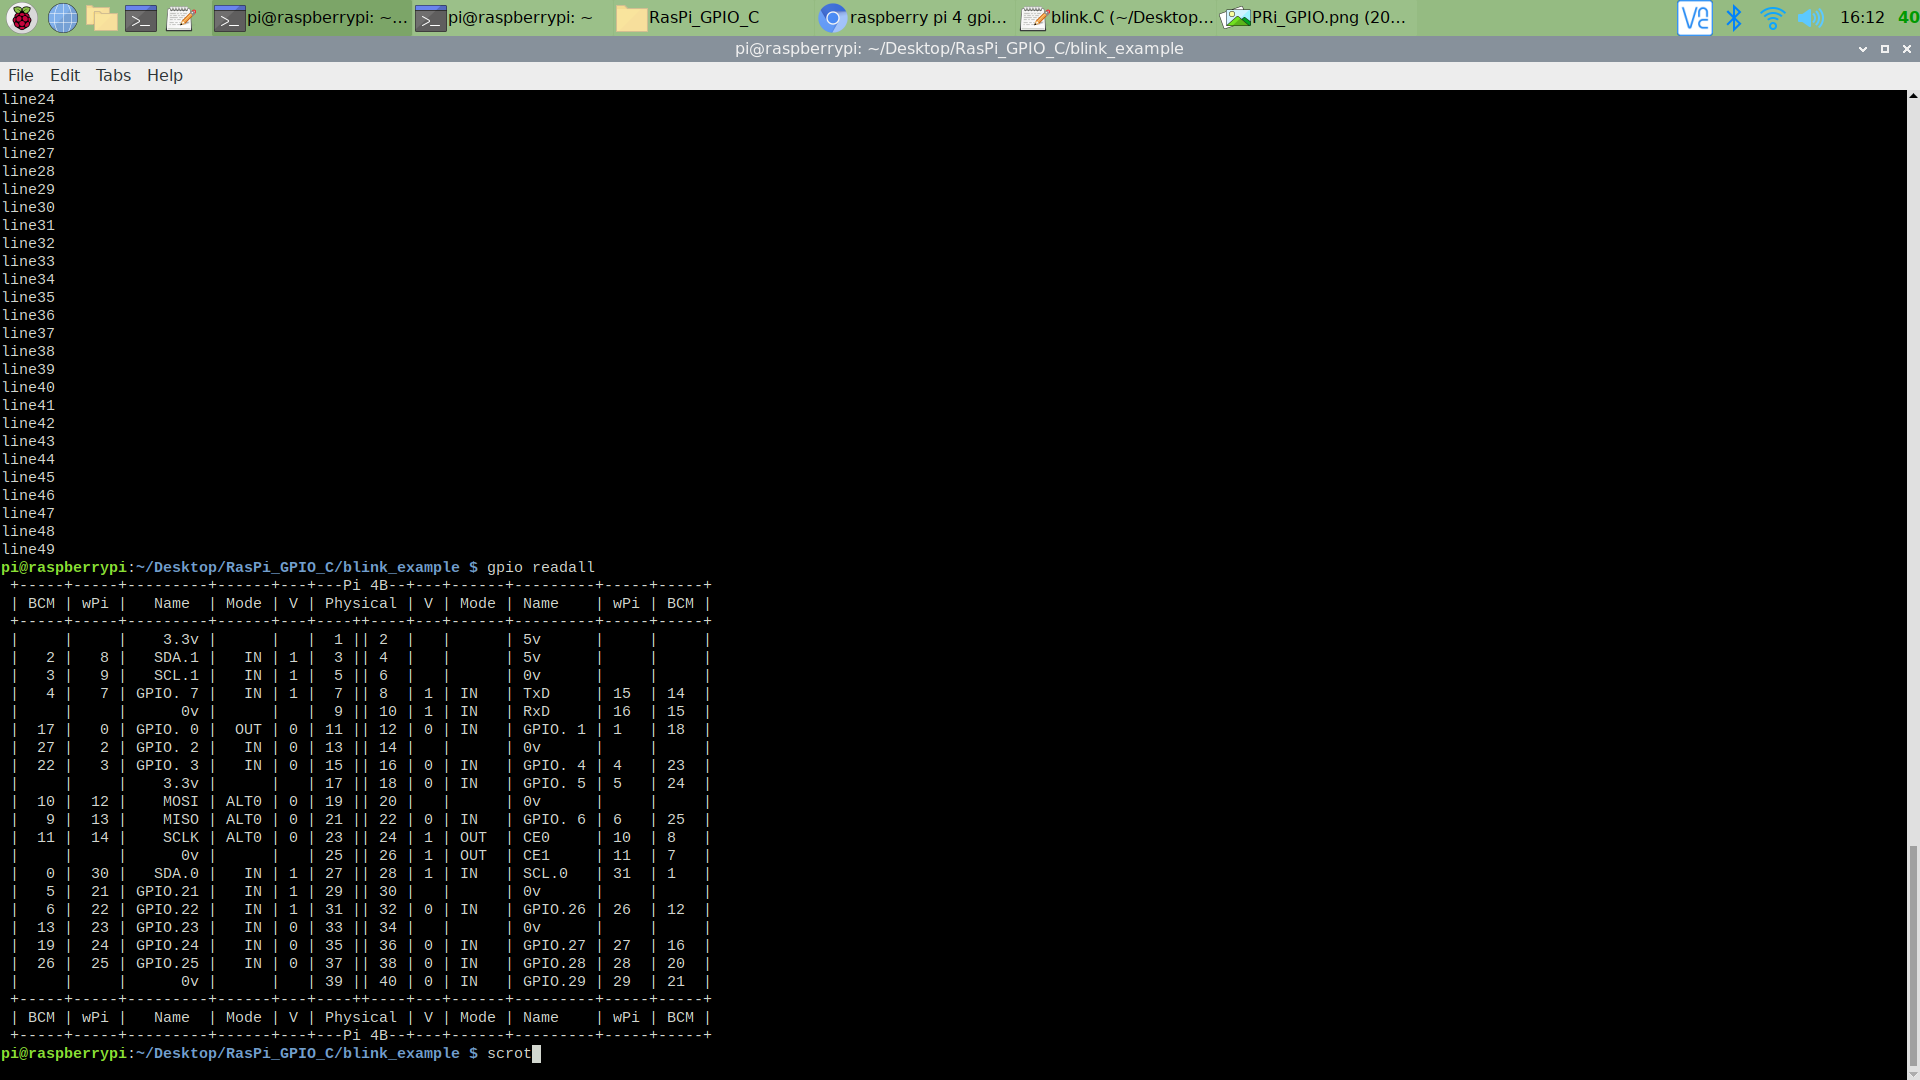 pi@raspberrypi: ~... pi@raspberrypi: ~ RasPi_GPIO_C raspberry pi 4 gpi... blink.C (~/Desktop... PRi_GPIO.png (20... 16:12 40
pi@raspberrypi: ~/Desktop/RasPi_GPIO_C/blink_example
File Edit Tabs Help
line24
line25
line26
line27
line28
line29
line30
line31
line32
line33
line34
line35
line36
line37
line38
line39
line40
line41
line42
line43
line44
line45
line46
line47
line48
line49
pi@raspberrypi:~/Desktop/RasPi_GPIO_C/blink_example $ gpio readall
 +-----+-----+---------+------+---+---Pi 4B--+---+------+---------+-----+-----+
 | BCM | wPi |   Name  | Mode | V | Physical | V | Mode | Name    | wPi | BCM |
 +-----+-----+---------+------+---+----++----+---+------+---------+-----+-----+
 |     |     |    3.3v |      |   |  1 || 2  |   |      | 5v      |     |     |
 |   2 |   8 |   SDA.1 |   IN | 1 |  3 || 4  |   |      | 5v      |     |     |
 |   3 |   9 |   SCL.1 |   IN | 1 |  5 || 6  |   |      | 0v      |     |     |
 |   4 |   7 | GPIO. 7 |   IN | 1 |  7 || 8  | 1 | IN   | TxD     | 15  | 14  |
 |     |     |      0v |      |   |  9 || 10 | 1 | IN   | RxD     | 16  | 15  |
 |  17 |   0 | GPIO. 0 |  OUT | 0 | 11 || 12 | 0 | IN   | GPIO. 1 | 1   | 18  |
 |  27 |   2 | GPIO. 2 |   IN | 0 | 13 || 14 |   |      | 0v      |     |     |
 |  22 |   3 | GPIO. 3 |   IN | 0 | 15 || 16 | 0 | IN   | GPIO. 4 | 4   | 23  |
 |     |     |    3.3v |      |   | 17 || 18 | 0 | IN   | GPIO. 5 | 5   | 24  |
 |  10 |  12 |    MOSI | ALT0 | 0 | 19 || 20 |   |      | 0v      |     |     |
 |   9 |  13 |    MISO | ALT0 | 0 | 21 || 22 | 0 | IN   | GPIO. 6 | 6   | 25  |
 |  11 |  14 |    SCLK | ALT0 | 0 | 23 || 24 | 1 | OUT  | CE0     | 10  | 8   |
 |     |     |      0v |      |   | 25 || 26 | 1 | OUT  | CE1     | 11  | 7   |
 |   0 |  30 |   SDA.0 |   IN | 1 | 27 || 28 | 1 | IN   | SCL.0   | 31  | 1   |
 |   5 |  21 | GPIO.21 |   IN | 1 | 29 || 30 |   |      | 0v      |     |     |
 |   6 |  22 | GPIO.22 |   IN | 1 | 31 || 32 | 0 | IN   | GPIO.26 | 26  | 12  |
 |  13 |  23 | GPIO.23 |   IN | 0 | 33 || 34 |   |      | 0v      |     |     |
 |  19 |  24 | GPIO.24 |   IN | 0 | 35 || 36 | 0 | IN   | GPIO.27 | 27  | 16  |
 |  26 |  25 | GPIO.25 |   IN | 0 | 37 || 38 | 0 | IN   | GPIO.28 | 28  | 20  |
 |     |     |      0v |      |   | 39 || 40 | 0 | IN   | GPIO.29 | 29  | 21  |
 +-----+-----+---------+------+---+----++----+---+------+---------+-----+-----+
 | BCM | wPi |   Name  | Mode | V | Physical | V | Mode | Name    | wPi | BCM |
 +-----+-----+---------+------+---+---Pi 4B--+---+------+---------+-----+-----+
pi@raspberrypi:~/Desktop/RasPi_GPIO_C/blink_example $ scrot